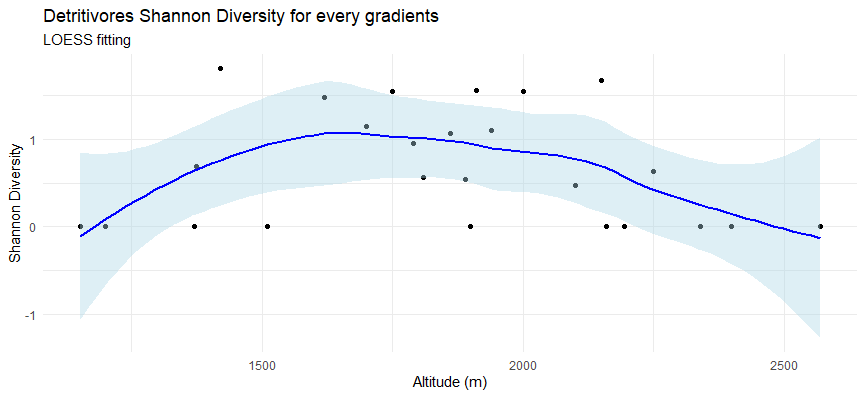 Detritivores Shannon Diversity for every gradients
LOESS fitting
Shannon Diversity
1
0
-1
1500
2000
2500
Altitude (m)